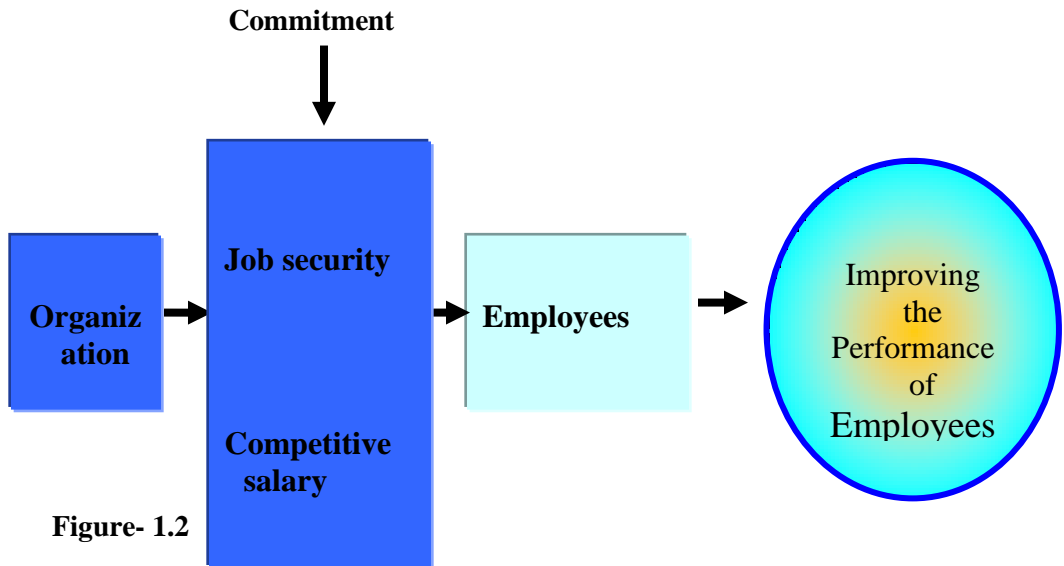 Commitment
Organiz
ation
Job security
Competitive
salary
Employees
Improving
the
Performance
of
Employees
Figure- 1.2